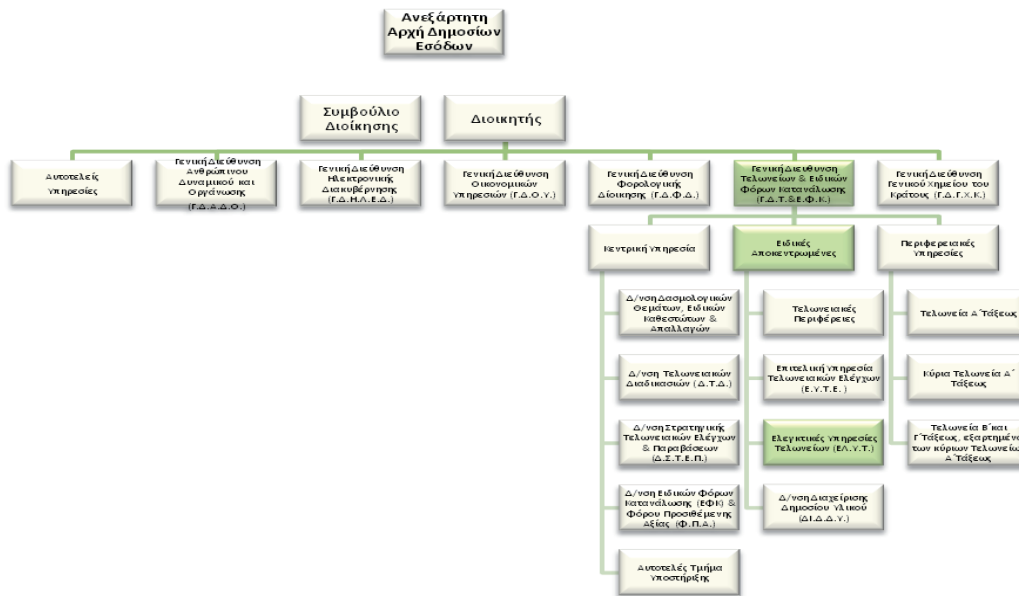 Ανεξάρτητη
Αρχή Δημοσίων
Εσόδων
Συμβούλιο
Διοίκησης
Διοικητής
Αυτοτελείς
Υπηρεσίες
Γενική Διεύθυνση
Ανθρώπινου
Δυναμικού και
Οργάνωσης
(Γ.Δ.Α.Δ.Ο.)
Γενική Διεύθυνση
Ηλεκτρονικής
Διακυβέρνησης
(Γ.Δ.Η.Λ.Ε.Δ.)
Γενική Διεύθυνση
Οικονομικών
Υπηρεσιών (Γ.Δ.Ο.Υ.)
Γενική Διεύθυνση
Φορολογικής
Διοίκησης (Γ.Δ.Φ.Δ.)
Γενική Διευθυνση
Τελωνείων & Ειδικών
Φόρων Κατανάλωσης
(Γ.Δ.Τ.&Ε.Φ.Κ.)
Γενική Διεύθυνση
Γενικού Χημείου του
Κράτους (Γ.Δ.Γ.Χ.Κ.)
Κεντρική Υπηρεσία
Ειδικές
Αποκεντρωμένες
Περιφερειακές
Υπηρεσίες
Δ/νση Δασμολογικών
Θεμάτων, Ειδικών
Καθεστώτων &
Απαλλαγών
Δ/νση Τελωνειακών
Διαδικασιών (Δ.Τ.Δ.)
Δ/νση Στρατηγικής
Τελωνειακών Ελέγχων
& Παραβάσεων
(Δ.Σ.Τ.Ε.Π.)
Δ/νση Ειδικών Φόρων
Κατανάλωσης (ΕΦΚ) &
Φόρου Προσιθέμενης
Αξίας (Φ.Π.Α.)
Αυτοτελές Τμήμα
Υποστήριξης
Τελωνειακές
Περιφέρειες
Επιτελική Υπηρεσία
Τελωνειακών Ελέγχων
(Ε.Υ.Τ.Ε.)
Ελεγκτικές Υπηρεσίες
Τελωνείων (ΕΛ.Υ.Τ.)
Δ/νση Διαχείρισης
Δημοσίου Υλικού
(ΔΙ.Δ.Δ.Υ.)
Τελωνεία Α΄Τάξεως
Κύρια Τελωνεία Α΄
Τάξεως
Τελωνεία Β΄και
Γ΄Τάξεως, εξαρτημένα
των κύριων Τελωνείων
Α΄Τάξεως